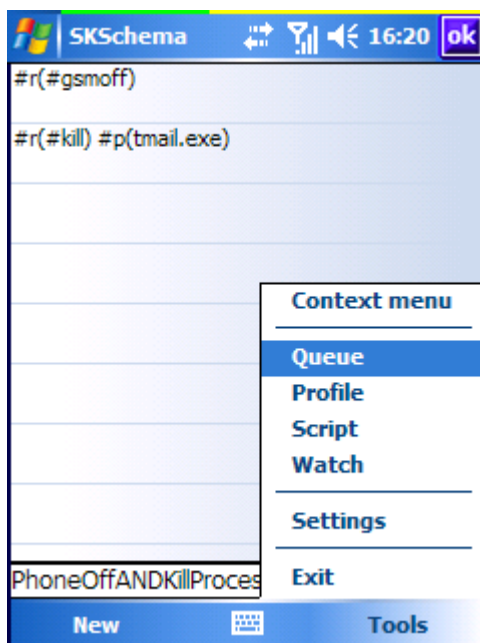 SKSchema 16:20 ok
#r(#gsmoff)
#r(#kill) #p(tmail.exe)
Context menu
Queue
Profile
Script
Watch
Settings
Exit
PhoneOffANDKillProces
New Tools